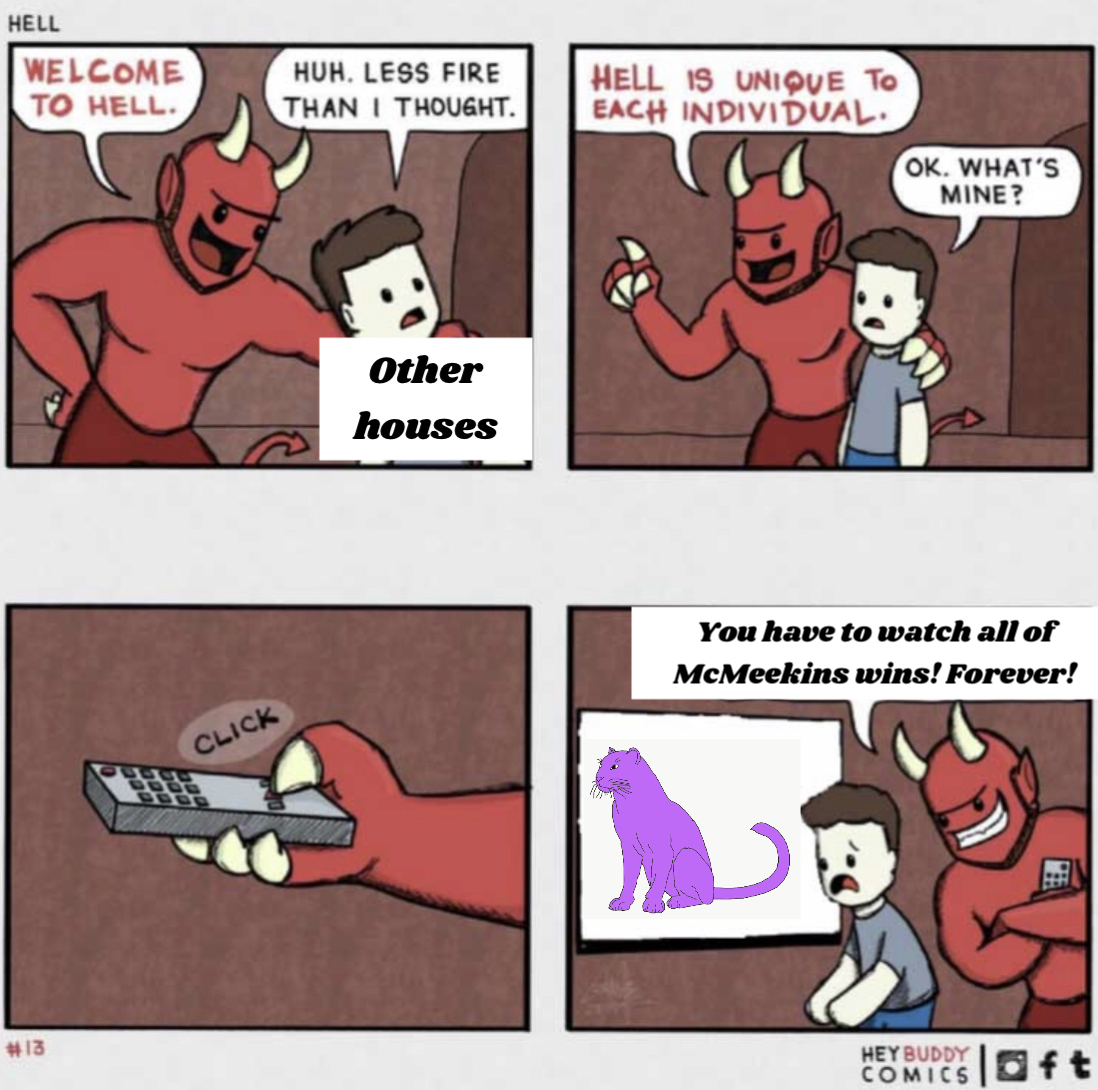 HELL
WELCOME
TO HELL.
HUH. LESS FIRE
THAN I THOUGHT.
Other
houses
HELL IS UNIQUE TO
EACH INDIVIDUAL.
OK. WHAT'S
MINE?
CLICK
You have to watch all of
McMeekins wins! Forever!
#13
HEY BUDDY
COMICS